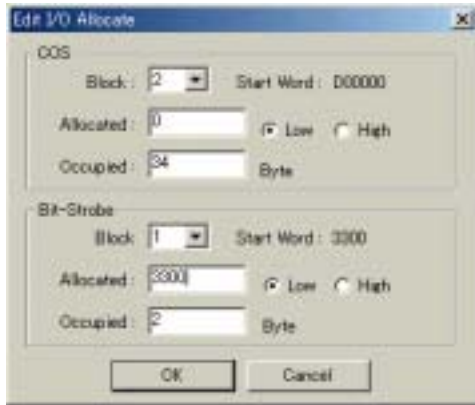 Edit I/O Allocate
COS
Block : 2 Start Word : D00000
Allocated : 0 Low High
Occupied : 34 Byte
Bit-Strobe
Block 1 Start Word : 3300
Allocated : 3300 Low High
Occupied : 2 Byte
OK Cancel